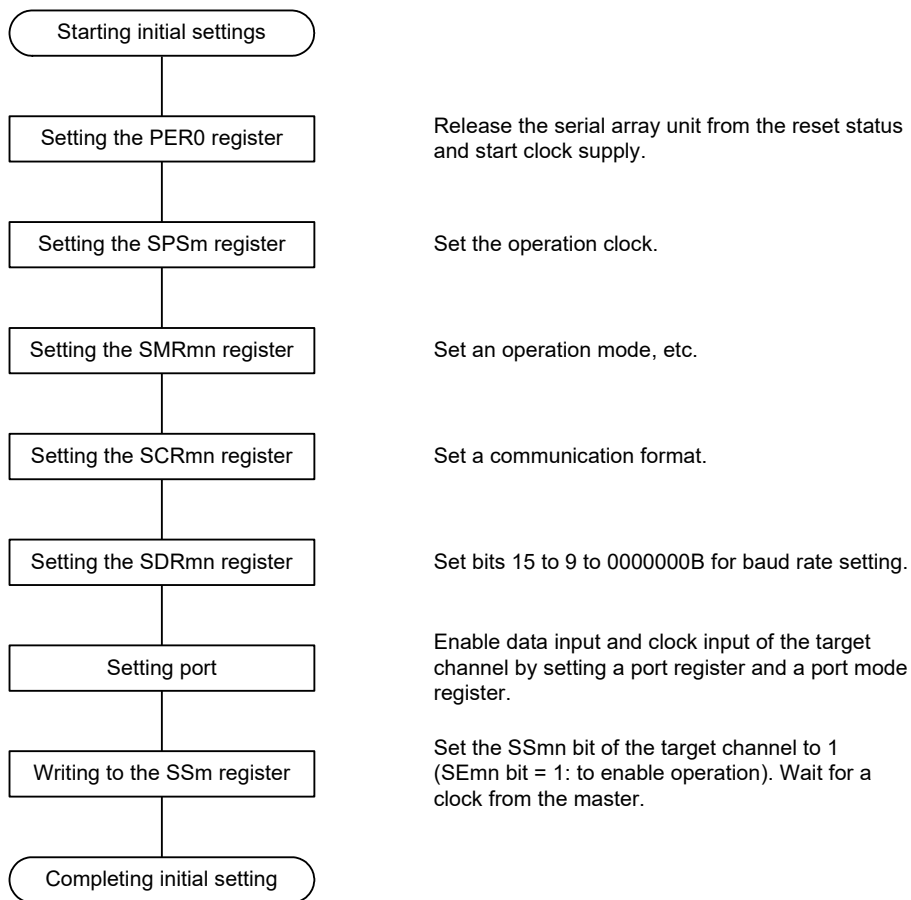 Starting initial settings
Setting the PER0 register
Release the serial array unit from the reset status
and start clock supply.
Setting the SPSm register
Set the operation clock.
Setting the SMRmn register
Set an operation mode, etc.
Setting the SCRmn register
Set a communication format.
Setting the SDRmn register
Set bits 15 to 9 to 0000000B for baud rate setting.
Setting port
Enable data input and clock input of the target
channel by setting a port register and a port mode
register.
Writing to the SSm register
Set the SSmn bit of the target channel to 1
(SEmn bit = 1: to enable operation). Wait for a
clock from the master.
Completing initial setting